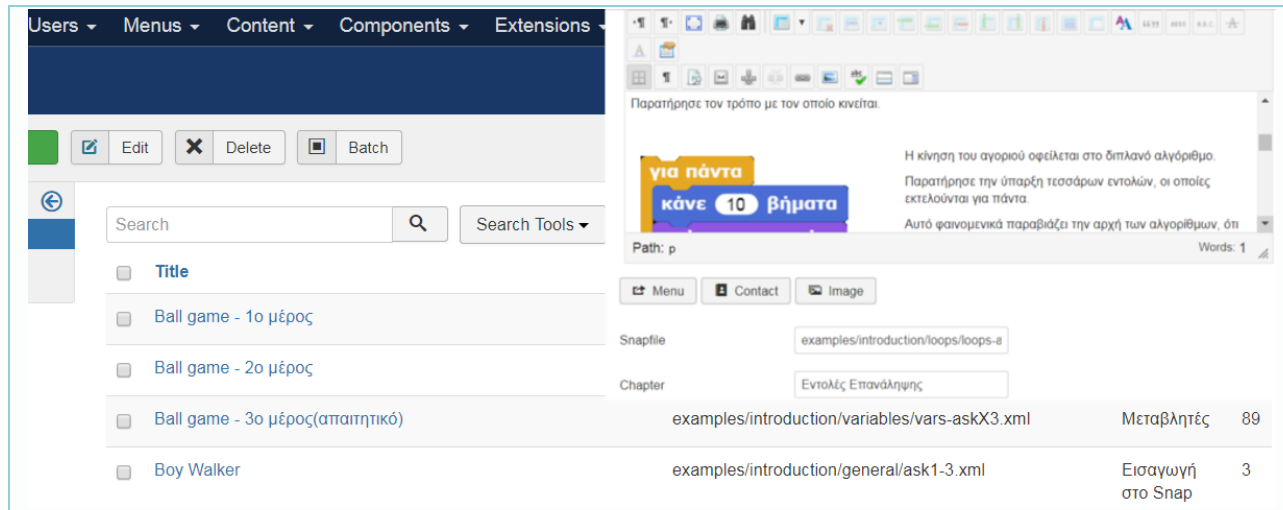 Users Menus Content Components Extensions
Edit Delete Batch
Search Search Tools
Title
Ball game - 1ο μέρος
Ball game - 2ο μέρος
Ball game - 3ο μέρος(απαιτητικό) examples/introduction/variables/vars-askX3.xml Μεταβλητές 89
Boy Walker examples/introduction/general/ask1-3.xml Εισαγωγή 3
στο Snap
Παρατήρησε τον τρόπο με τον οποίο κινείται.
για πάντα
κάνε 10 βήματα
Η κίνηση του αγοριού οφείλεται στο διπλανό αλγόριθμο.
Παρατήρησε την ύπαρξη τεσσάρων εντολών, οι οποίες
εκτελούνται για πάντα.
Αυτό φαινομενικά παραβιάζει την αρχή των αλγορίθμων, ότι
Path: p Words: 1
Menu Contact Image
Snapfile examples/introduction/loops/loops-a
Chapter Εντολές Επανάληψης